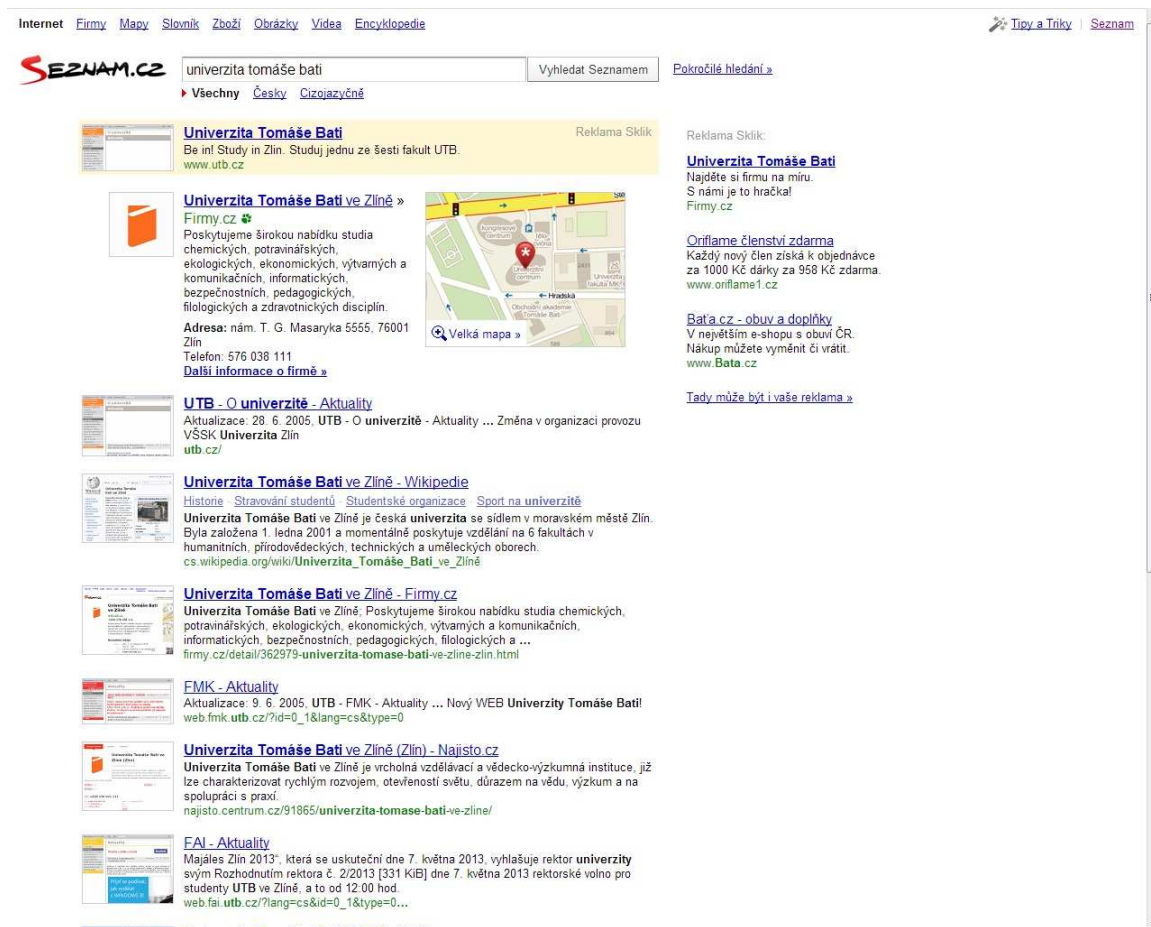 Internet Firmy Mapy Slovník Zboží Obrázky Videa Encyklopedie
Tipy a Triky | Seznam
SEZNAM.CZ
univerzita tomáše bati
Vyhledat Seznamem
Pokročilé hledání »
Všechny Česky Cizojazyčně
Univerzita Tomáše Bati
Reklama Sklik
Be in! Study in Zlin. Studuj jednu ze šesti fakult UTB.
www.utb.cz
Univerzita Tomáše Bati ve Zlíně »
Firmy.cz
Poskytujeme širokou nabídku studia
chemických, potravinářských,
ekologických, ekonomických, výtvarných a
komunikačních, informatických,
bezpečnostních, pedagogických,
filologických a zdravotnických disciplín.
Adresa: nám. T. G. Masaryka 5555, 76001
Zlín
Telefon: 576 038 111
Další informace o firmě »
Kongresové
centrum
Univerzitní
centrum
Univerzita
Hradská
Obchodní akademie
Tomáše Bati
Velká mapa »
UTB - O univerzitě - Aktuality
Aktualizace: 28. 6. 2005, UTB - O univerzitě - Aktuality ... Změna v organizaci provozu
VŠSK Univerzita Zlín
utb.cz/
Univerzita Tomáše Bati ve Zlíně - Wikipedie
Historie - Stravování studentů - Studentské organizace - Sport na univerzitě
Univerzita Tomáše Bati ve Zlíně je česká univerzita se sídlem v moravském městě Zlín.
Byla založena 1. ledna 2001 a momentálně poskytuje vzdělání na 6 fakultách v
humanitních, přírodovědeckých, technických a uměleckých oborech.
cs.wikipedia.org/wiki/Univerzita_Tomáše_Bati_ve_Zlíně
Univerzita Tomáše Bati ve Zlíně - Firmy.cz
Univerzita Tomáše Bati ve Zlíně; Poskytujeme širokou nabídku studia chemických,
potravinářských, ekologických, ekonomických, výtvarných a komunikačních,
informatických, bezpečnostních, pedagogických, filologických a ...
firmy.cz/detail/362979-univerzita-tomase-bati-ve-zline-zlin.html
FMK - Aktuality
Aktualizace: 9. 6. 2005, UTB - FMK - Aktuality ... Nový WEB Univerzity Tomáše Bati!
web.fmk.utb.cz/?id=0_1&lang=cs&type=0
Univerzita Tomáše Bati ve Zlíně (Zlín) - Najisto.cz
Univerzita Tomáše Bati ve Zlíně je vrcholná vzdělávací a vědecko-výzkumná instituce, již
lze charakterizovat rychlým rozvojem, otevřeností světu, důrazem na vědu, výzkum a na
spolupráci s praxí.
najisto.centrum.cz/91865/univerzita-tomase-bati-ve-zline/
FAI - Aktuality
Majáles Zlín 2013“, která se uskuteční dne 7. května 2013, vyhlašuje rektor univerzity
svým Rozhodnutím rektora č. 2/2013 [331 KiB] dne 7. května 2013 rektorské volno pro
studenty UTB ve Zlíně, a to od 12:00 hod.
web.fai.utb.cz/?lang=cs&id=0_1&type=0...
Reklama Sklik:
Univerzita Tomáše Bati
Najděte si firmu na míru.
S námi je to hračka!
Firmy.cz
Oriflame členství zdarma
Každý nový člen získá k objednávce
za 1000 Kč dárky za 958 Kč zdarma.
www.oriflame1.cz
Baťa.cz - obuv a doplňky
V největším e-shopu s obuví ČR.
Nákup můžete vyměnit či vrátit.
www.Bata.cz
Tady může být i vaše reklama »